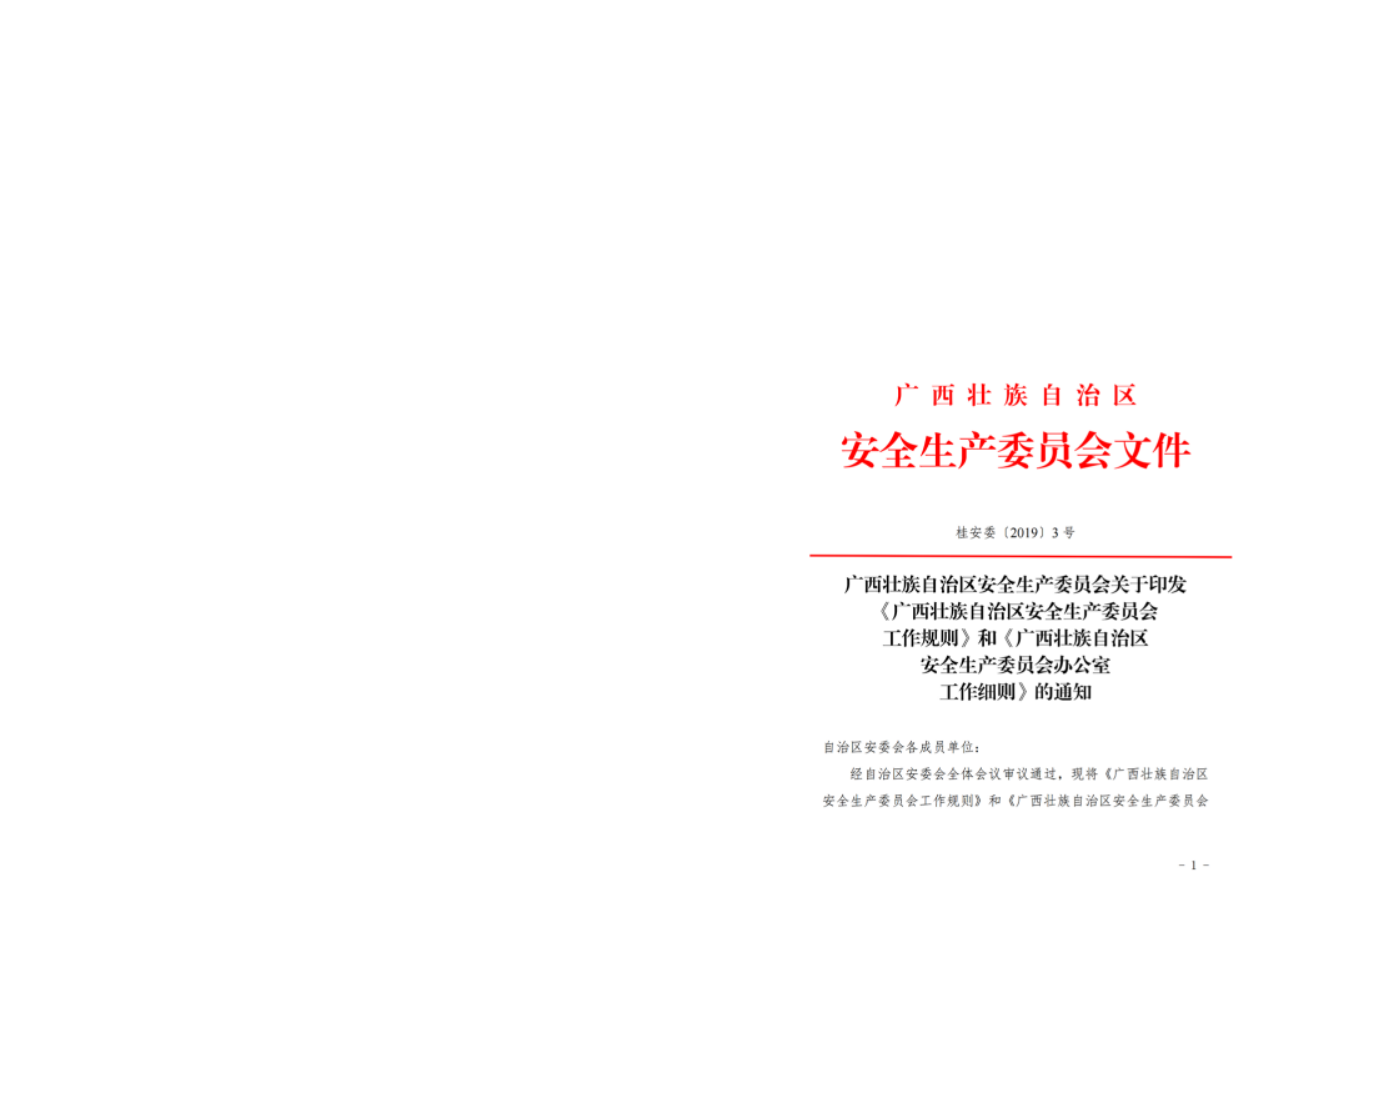 广西壮族自治区
安全生产委员会文件
桂安委〔2019〕3 号
广西壮族自治区安全生产委员会关于印发
《广西壮族自治区安全生产委员会
工作规则》和《广西壮族自治区
安全生产委员会办公室
工作细则》的通知
自治区安委会各成员单位：
经自治区安委会全体会议审议通过，现将《广西壮族自治区
安全生产委员会工作规则》和《广西壮族自治区安全生产委员会
- 1 -